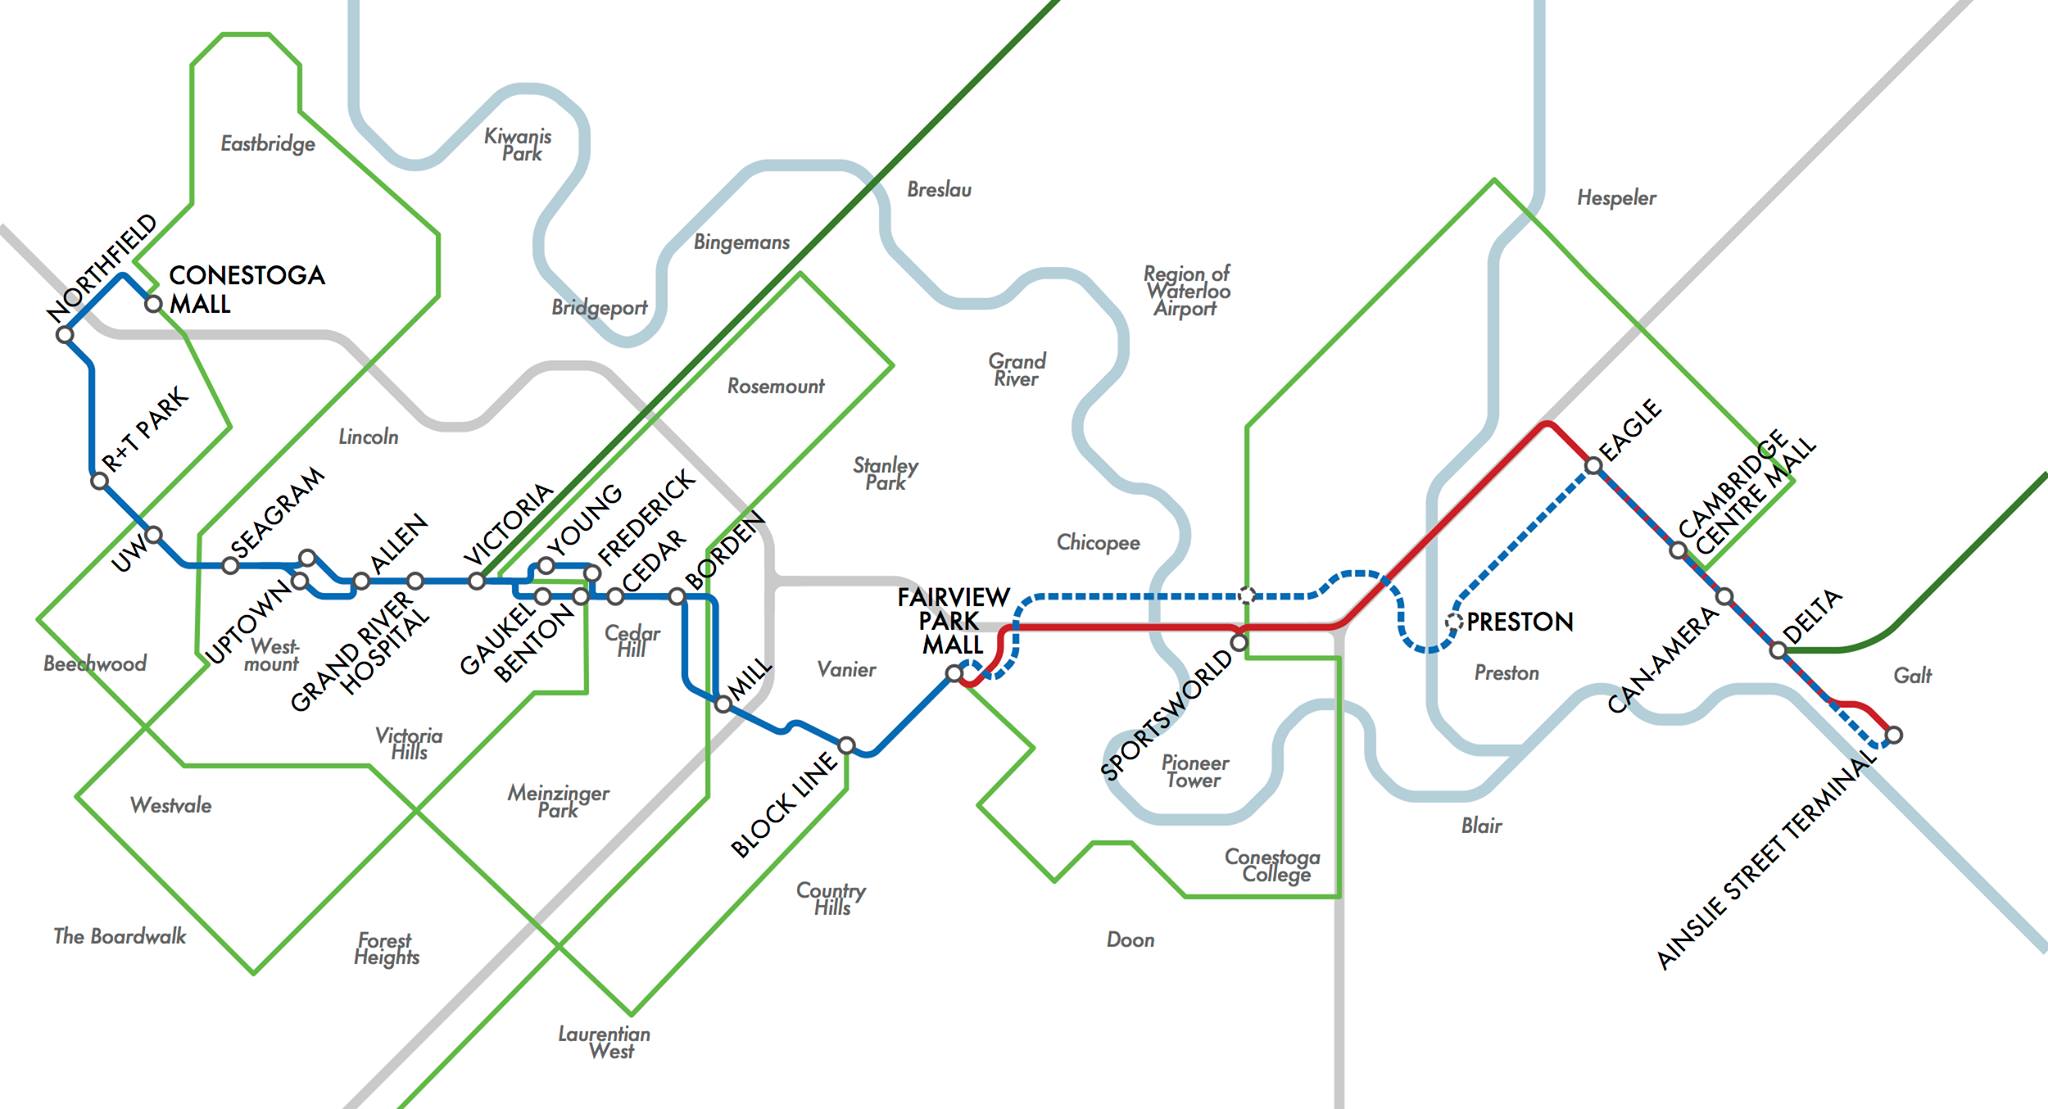 Eastbridge
Kiwanis
Park
Breslau
Hespeler
Bingemans
NORTHFIELD
CONESTOGA
MALL
Bridgeport
Region of
Waterloo
Airport
Grand
River
Rosemount
R+T PARK
Lincoln
Stanley
Park
EAGLE
CAMBRIDGE
CENTRE MALL
UW
SEAGRAM
UPTOWN
ALLEN
GRAND RIVER
HOSPITAL
VICTORIA
YOUNG
FREDERICK
GAUKEL
BENTON
CEDAR
BORDEN
Chicopee
FAIRVIEW
PARK
MALL
PRESTON
Beechwood
West-
mount
Cedar
Hill
MILL
Vanier
SPORTSWORLD
Preston
CAN-AMERA
DELTA
Galt
Victoria
Hills
Westvale
Meinzinger
Park
BLOCK LINE
Pioneer
Tower
Blair
AINSLIE STREET TERMINAL
Conestoga
College
Country
Hills
The Boardwalk
Forest
Heights
Doon
Laurentian
West